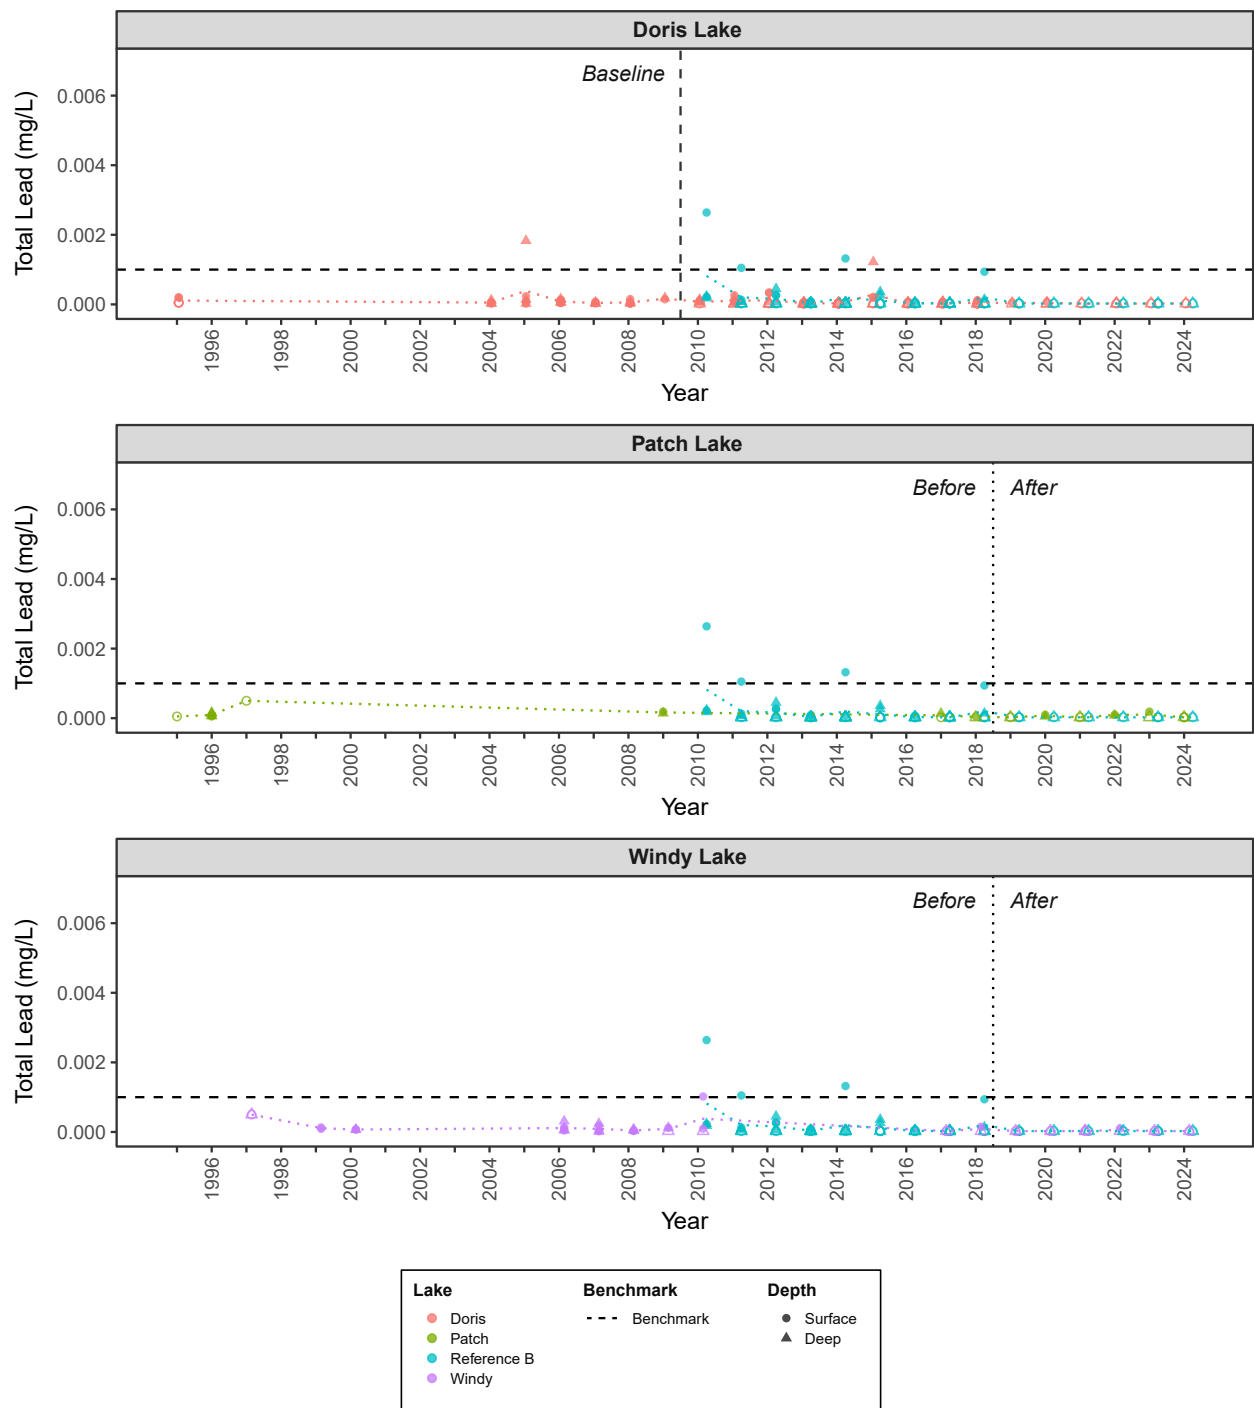 Doris Lake
Baseline
Total Lead (mg/L)
0.006
0.004
0.002
0.000
1996 1998 2000 2002 2004 2006 2008 2010 2012 2014 2016 2018 2020 2022 2024
Year
Patch Lake
Before After
Total Lead (mg/L)
0.006
0.004
0.002
0.000
1996 1998 2000 2002 2004 2006 2008 2010 2012 2014 2016 2018 2020 2022 2024
Year
Windy Lake
Before After
Total Lead (mg/L)
0.006
0.004
0.002
0.000
1996 1998 2000 2002 2004 2006 2008 2010 2012 2014 2016 2018 2020 2022 2024
Year
Lake
Doris
Patch
Reference B
Windy
Benchmark
Benchmark
Depth
Surface
Deep